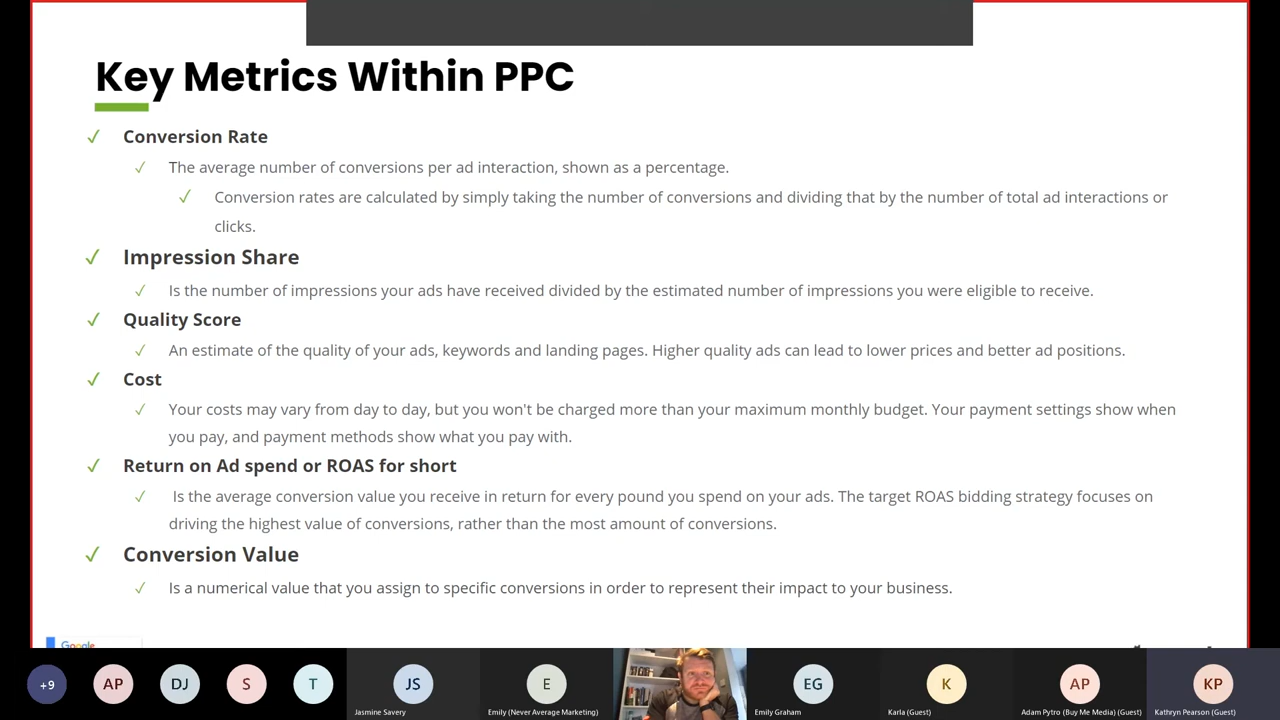 Key Metrics Within PPC
✓ Conversion Rate
✓ The average number of conversions per ad interaction, shown as a percentage.
✓ Conversion rates are calculated by simply taking the number of conversions and dividing that by the number of total ad interactions or
clicks.
✓ Impression Share
✓ Is the number of impressions your ads have received divided by the estimated number of impressions you were eligible to receive.
✓ Quality Score
✓ An estimate of the quality of your ads, keywords and landing pages. Higher quality ads can lead to lower prices and better ad positions.
✓ Cost
✓ Your costs may vary from day to day, but you won't be charged more than your maximum monthly budget. Your payment settings show when
you pay, and payment methods show what you pay with.
✓ Return on Ad spend or ROAS for short
✓ Is the average conversion value you receive in return for every pound you spend on your ads. The target ROAS bidding strategy focuses on
driving the highest value of conversions, rather than the most amount of conversions.
✓ Conversion Value
✓ Is a numerical value that you assign to specific conversions in order to represent their impact to your business.
Google
+9 AP DJ S T JS E EG K AP KP
Jasmine Savery Emily (Never Average Marketing) Emily Graham Karla (Guest) Adam Pytro (Buy Me Media) (Guest) Kathryn Pearson (Guest)